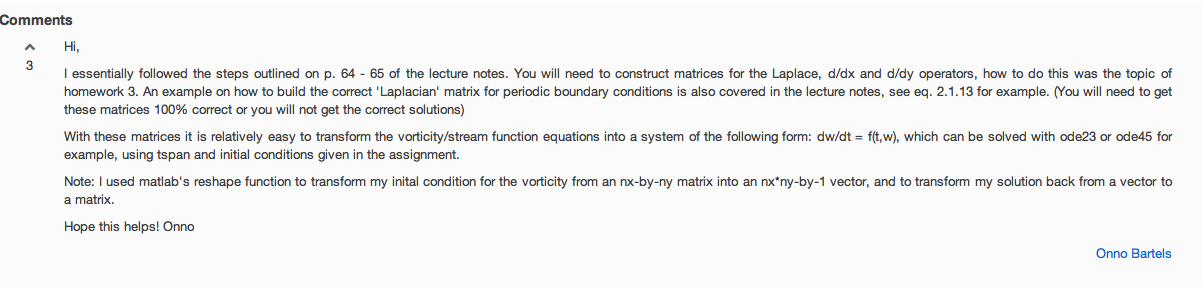 Comments
Hi,
3
I essentially followed the steps outlined on p. 64 - 65 of the lecture notes. You will need to construct matrices for the Laplace, d/dx and d/dy operators, how to do this was the topic of
homework 3. An example on how to build the correct 'Laplacian' matrix for periodic boundary conditions is also covered in the lecture notes, see eq. 2.1.13 for example. (You will need to get
these matrices 100% correct or you will not get the correct solutions)
With these matrices it is relatively easy to transform the vorticity/stream function equations into a system of the following form: dw/dt = f(t,w), which can be solved with ode23 or ode45 for
example, using tspan and initial conditions given in the assignment.
Note: I used matlab's reshape function to transform my inital condition for the vorticity from an nx-by-ny matrix into an nx*ny-by-1 vector, and to transform my solution back from a vector to
a matrix.
Hope this helps! Onno
Onno Bartels